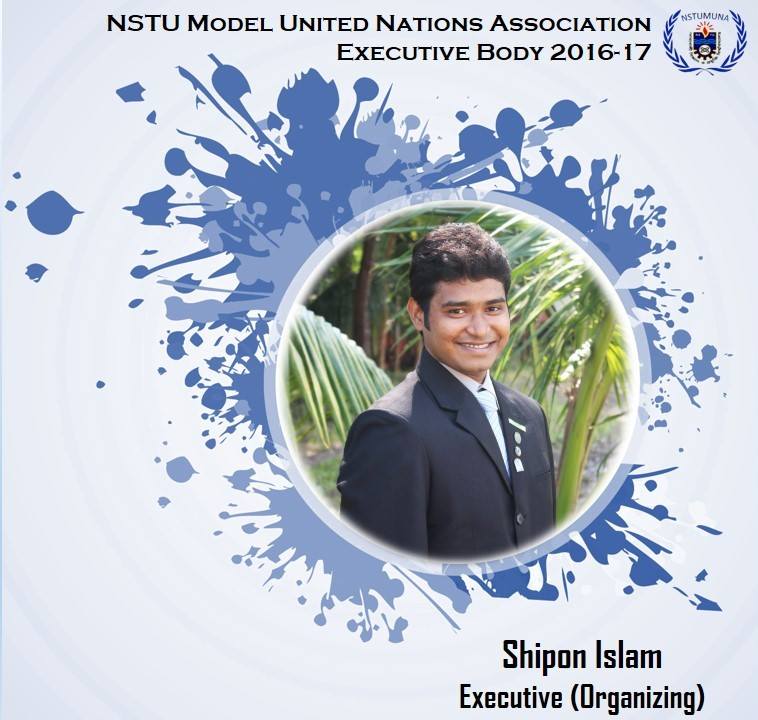 NSTU Model United Nations Association
Executive Body 2016-17
NSTUMUNA
Shipon Islam
Executive (Organizing)